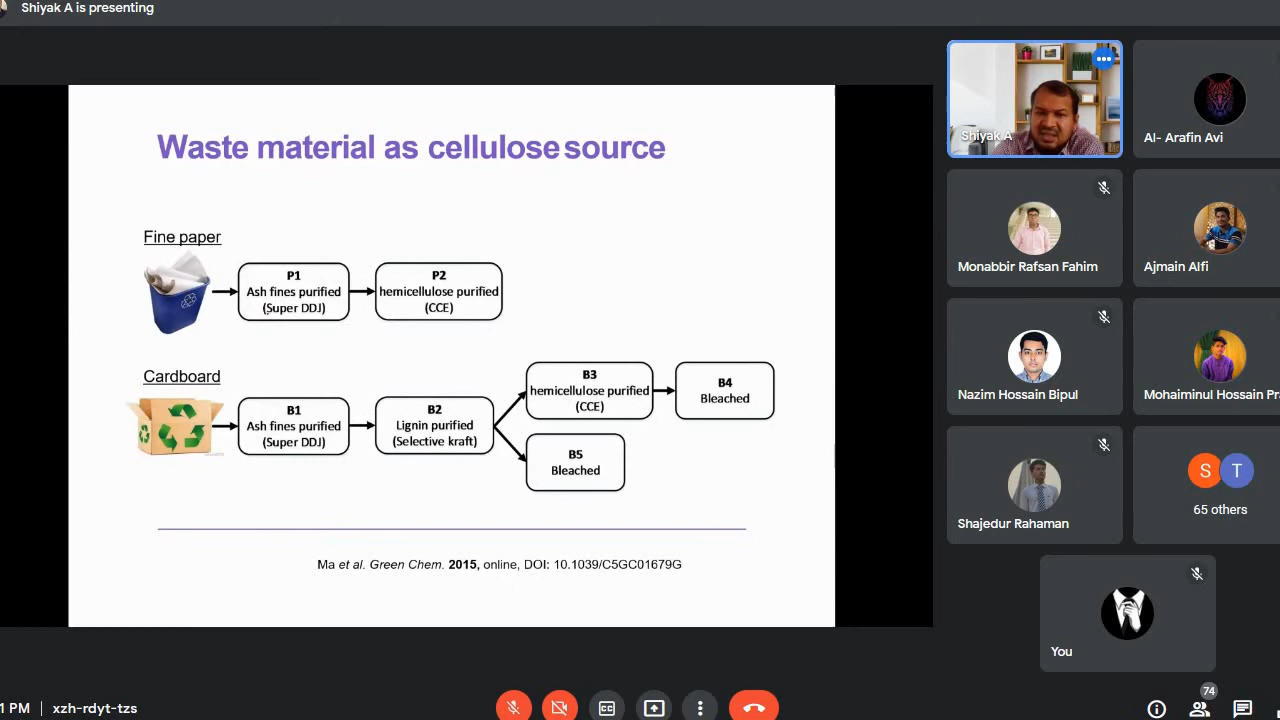 Shiyak A is presenting
Waste material as cellulose source
Fine paper
P1
Ash fines purified
(Super DDJ)
P2
hemicellulose purified
(CCE)
Cardboard
B1
Ash fines purified
(Super DDJ)
B2
Lignin purified
(Selective kraft)
B3
hemicellulose purified
(CCE)
B4
Bleached
B5
Bleached
Ma et al. Green Chem. 2015, online, DOI: 10.1039/C5GC01679G
Shiyak A
Al- Arafin Avi
Monabbir Rafsan Fahim
Ajmain Alfi
Nazim Hossain Bipul
Mohaiminul Hossain Pr
Shajedur Rahaman
S
T
65 others
You
1 PM | xzh-rdyt-tzs
CC
74